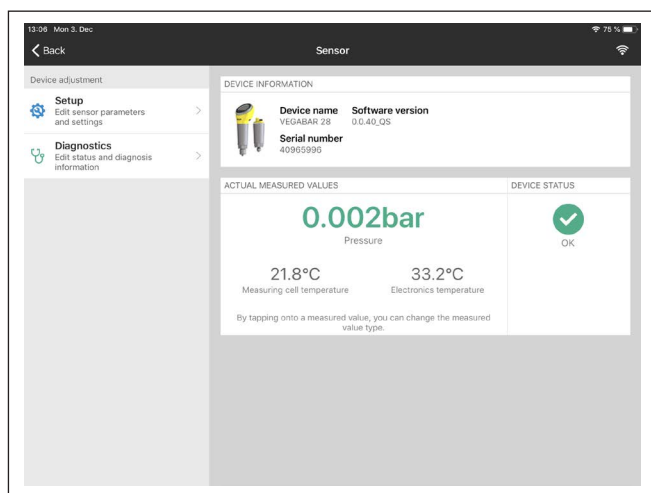 13:06 Mon 3. Dec
75 %
Back
Sensor
Device adjustment
Setup
Edit sensor parameters
and settings
Diagnostics
Edit status and diagnosis
information
DEVICE INFORMATION
Device name Software version
VEGABAR 28 0.0.40_QS
Serial number
40965996
ACTUAL MEASURED VALUES
DEVICE STATUS
0.002bar
Pressure
OK
21.8°C 33.2°C
Measuring cell temperature Electronics temperature
By tapping onto a measured value, you can change the measured
value type.